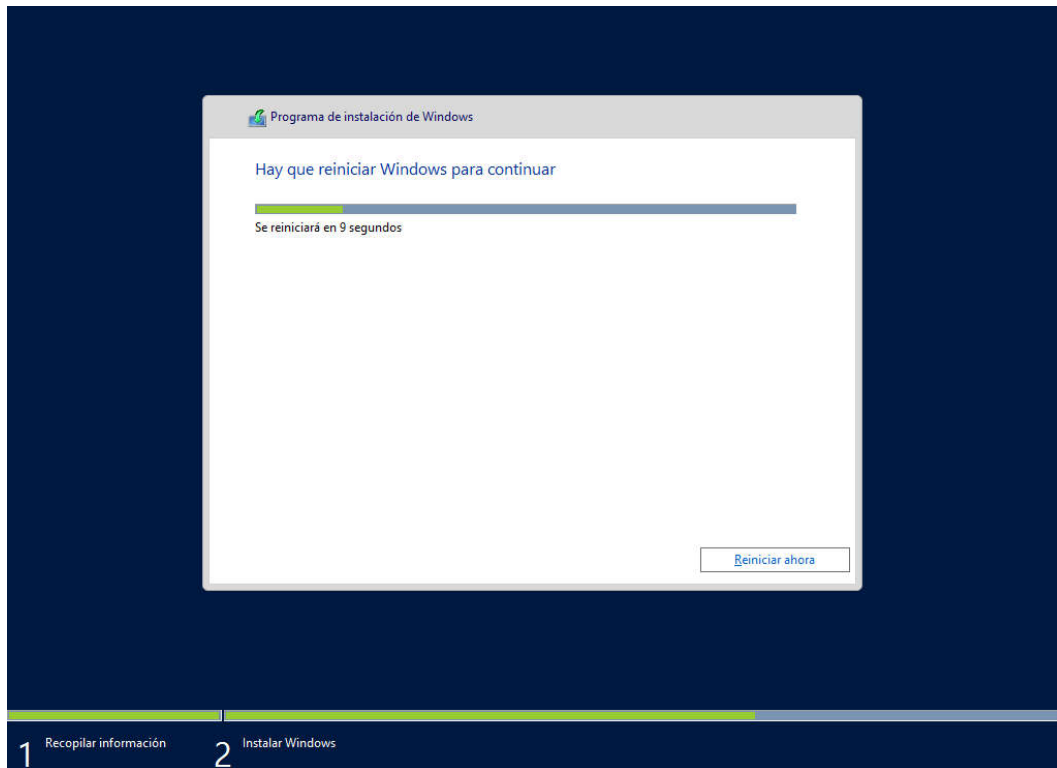 Programa de instalación de Windows
Hay que reiniciar Windows para continuar
Se reiniciará en 9 segundos
Reiniciar ahora
1 Recopilar información
2 Instalar Windows